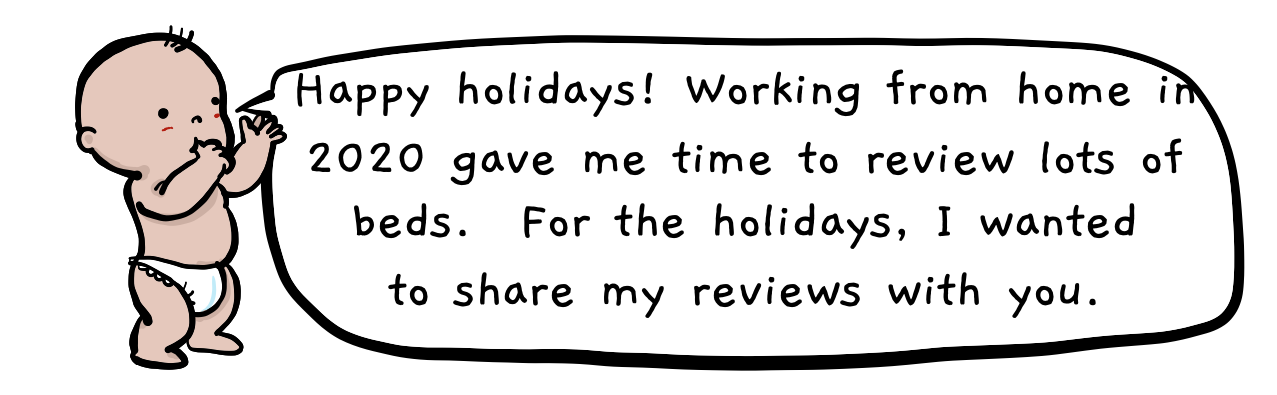 Happy holidays! Working from home in
2020 gave me time to review lots of
beds. For the holidays, I wanted
to share my reviews with you.